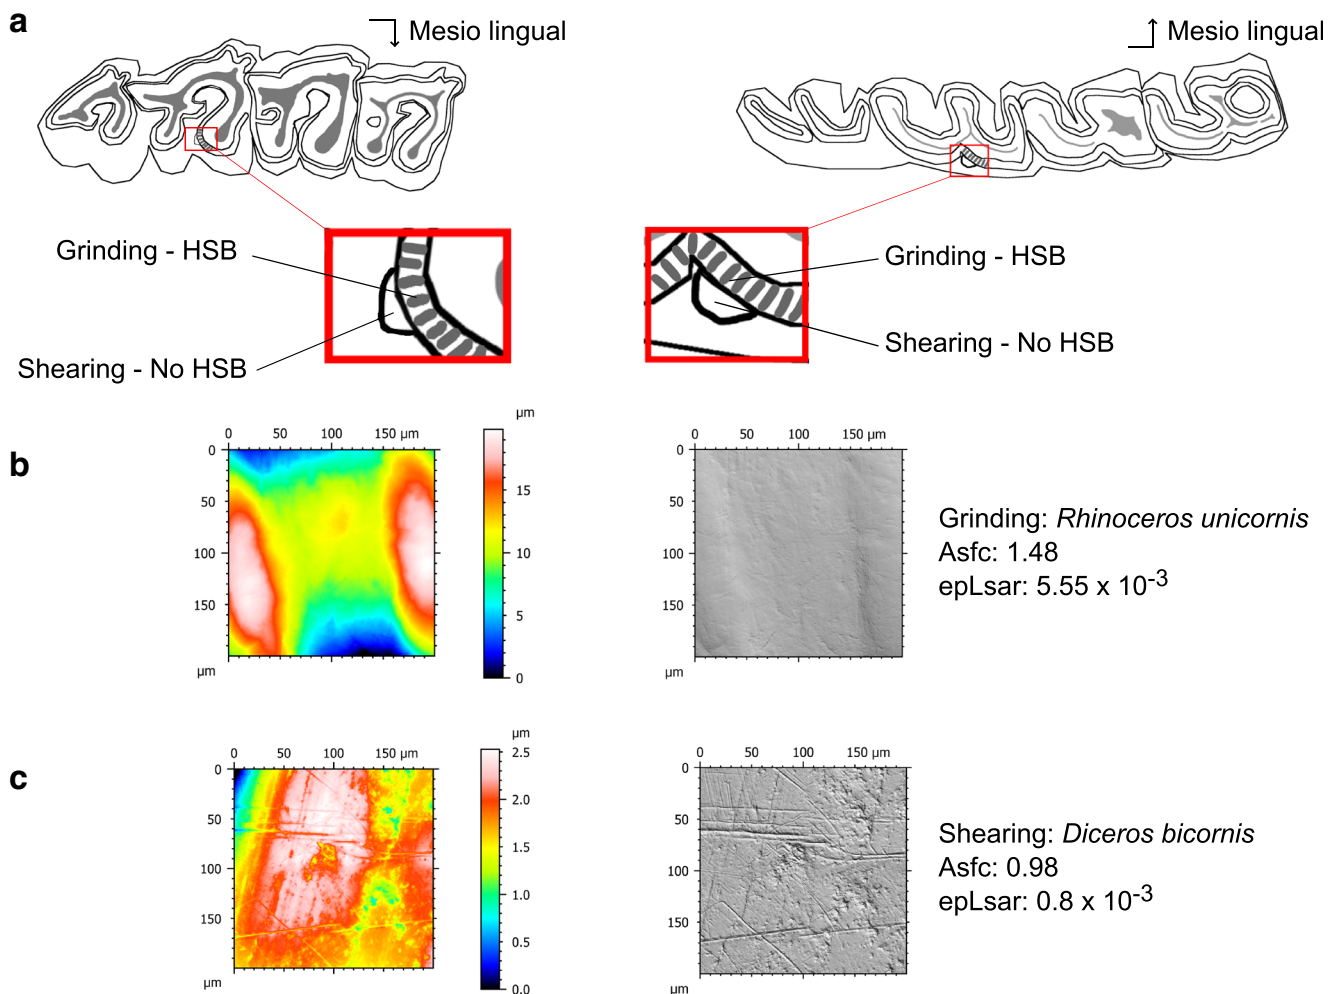 a
Mesio lingual
Mesio lingual
Grinding - HSB
Shearing - No HSB
Grinding - HSB
Shearing - No HSB
b
0 50 100 150 µm
0
50
100
150
µm
µm
15
10
5
0
0 50 100 150 µm
0
50
100
150
µm
Grinding: Rhinoceros unicornis
Asfc: 1.48
epLsar: 5.55 x 10-3
c
0 50 100 150 µm
0
50
100
150
µm
µm
2.5
2.0
1.5
1.0
0.5
0.0
0 50 100 150 µm
0
50
100
150
µm
Shearing: Diceros bicornis
Asfc: 0.98
epLsar: 0.8 x 10-3